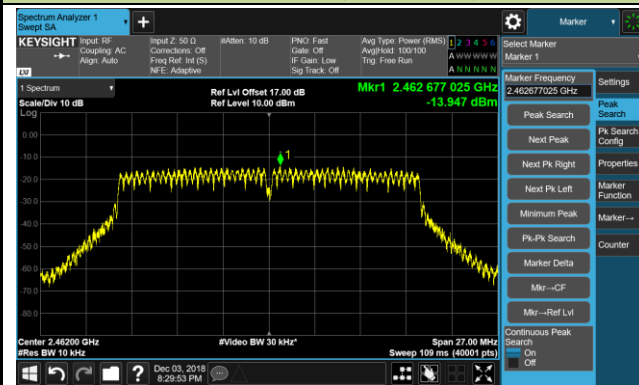 Spectrum Analyzer 1
Swept SA
Marker
KEYSIGHT
Input: RF
Coupling: AC
Align: Auto
Input Z: 50 Ω
Corrections: Off
Freq Ref: Int (S)
NFE: Adaptive
#Atten: 10 dB
PNO: Fast
Gate: Off
IF Gain: Low
Sig Track: Off
Avg Type: Power (RMS)
Avg|Hold: 100/100
Trig: Free Run
1 2 3 4 5 6
A W W W W W
A N N N N N
LXI
Select Marker
Marker 1
1 Spectrum
Scale/Div 10 dB
Log
Ref Lvl Offset 17.00 dB
Ref Level 10.00 dBm
Mkr1 2.462 677 025 GHz
-13.947 dBm
0.00
-10.0
-20.0
-30.0
-40.0
-50.0
-60.0
-70.0
-80.0
1
Center 2.46200 GHz
#Res BW 10 kHz
#Video BW 30 kHz*
Span 27.00 MHz
Sweep 109 ms (40001 pts)
Marker Frequency
2.462677025 GHz
Peak Search
Next Peak
Next Pk Right
Next Pk Left
Minimum Peak
Pk-Pk Search
Marker Delta
Mkr→CF
Mkr→Ref Lvl
Continuous Peak
Search
On
Off
Settings
Peak
Search
Pk Search
Config
Properties
Marker
Function
Marker→
Counter
?
Dec 03, 2018
8:29:53 PM